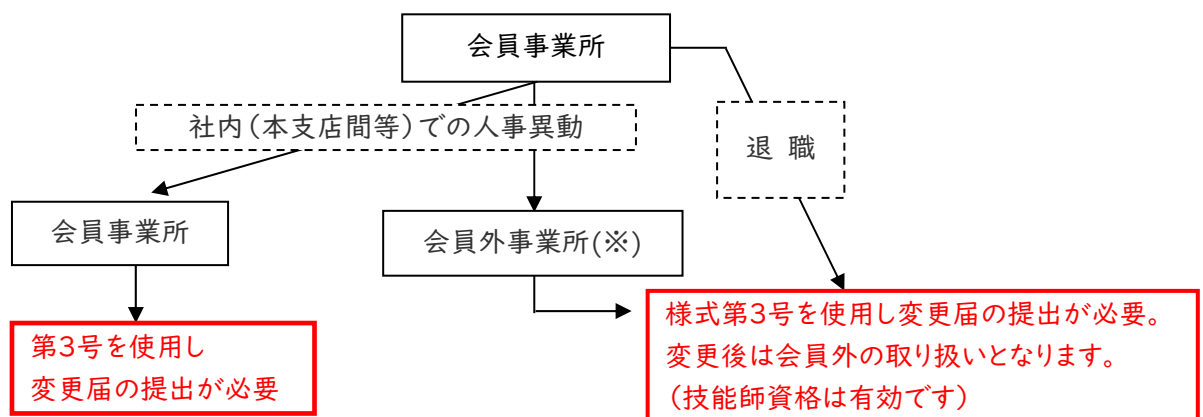 会員事業所
社内(本支店間等)での人事異動
退 職
会員事業所
会員外事業所(※)
第3号を使用し
変更届の提出が必要
様式第3号を使用し変更届の提出が必要。
変更後は会員外の取り扱いとなります。
(技能師資格は有効です)